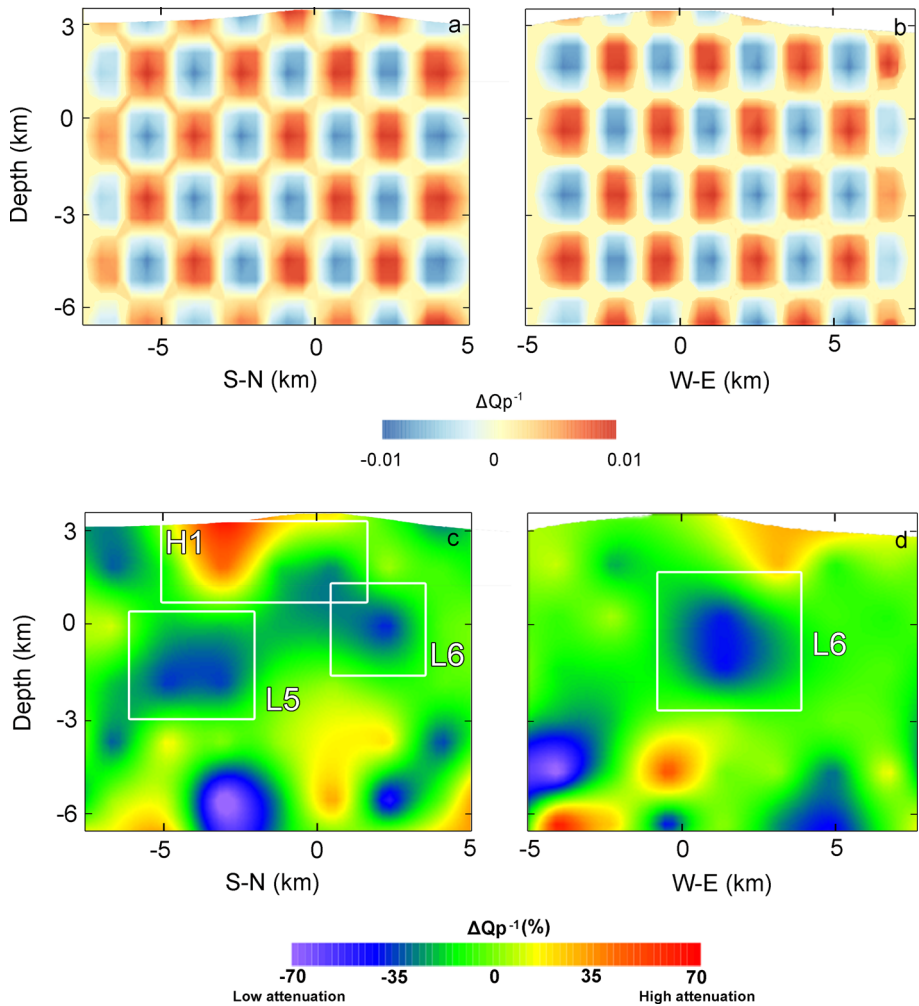 a
b
3
0
-3
-6
Depth (km)
-5 0 5
-5 0 5
S-N (km)
W-E (km)
ΔQp⁻¹
-0.01 0 0.01
c
d
H1
L5
L6
L6
3
0
-3
-6
Depth (km)
-5 0 5
-5 0 5
S-N (km)
W-E (km)
ΔQp⁻¹(%)
-70 -35 0 35 70
Low attenuation High attenuation